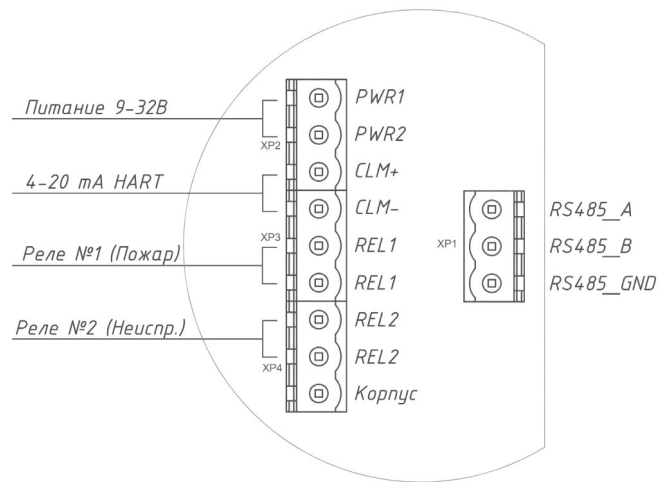 Питание 9-32В
4-20 mA HART
Реле №1 (Пожар)
Реле №2 (Неиспр.)
XP2
XP3
XP4
PWR1
PWR2
CLM+
CLM-
REL1
REL1
REL2
REL2
Корпус
XP1
RS485_A
RS485_B
RS485_GND